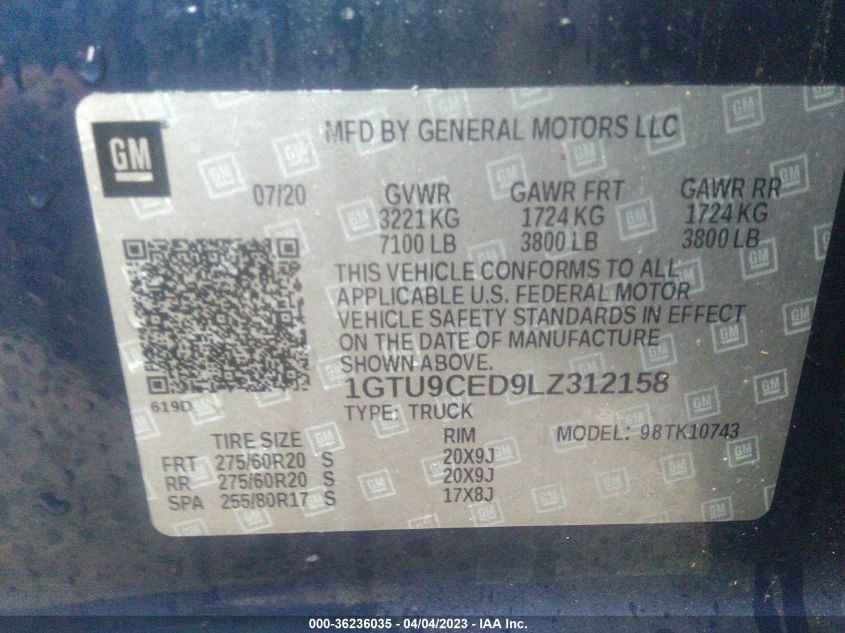 GM
MFD BY GENERAL MOTORS LLC
07/20 GVWR GAWR FRT GAWR RR
3221 KG 1724 KG 1724 KG
7100 LB 3800 LB 3800 LB
THIS VEHICLE CONFORMS TO ALL
APPLICABLE U.S. FEDERAL MOTOR
VEHICLE SAFETY STANDARDS IN EFFECT
ON THE DATE OF MANUFACTURE
SHOWN ABOVE.
1GTU9CED9LZ312158
619D
TYPE: TRUCK
TIRE SIZE RIM MODEL: 98TK10743
FRT 275/60R20 S 20X9J
RR 275/60R20 S 20X9J
SPA 255/80R17 S 17X8J
000-36236035 - 04/04/2023 - IAA Inc.